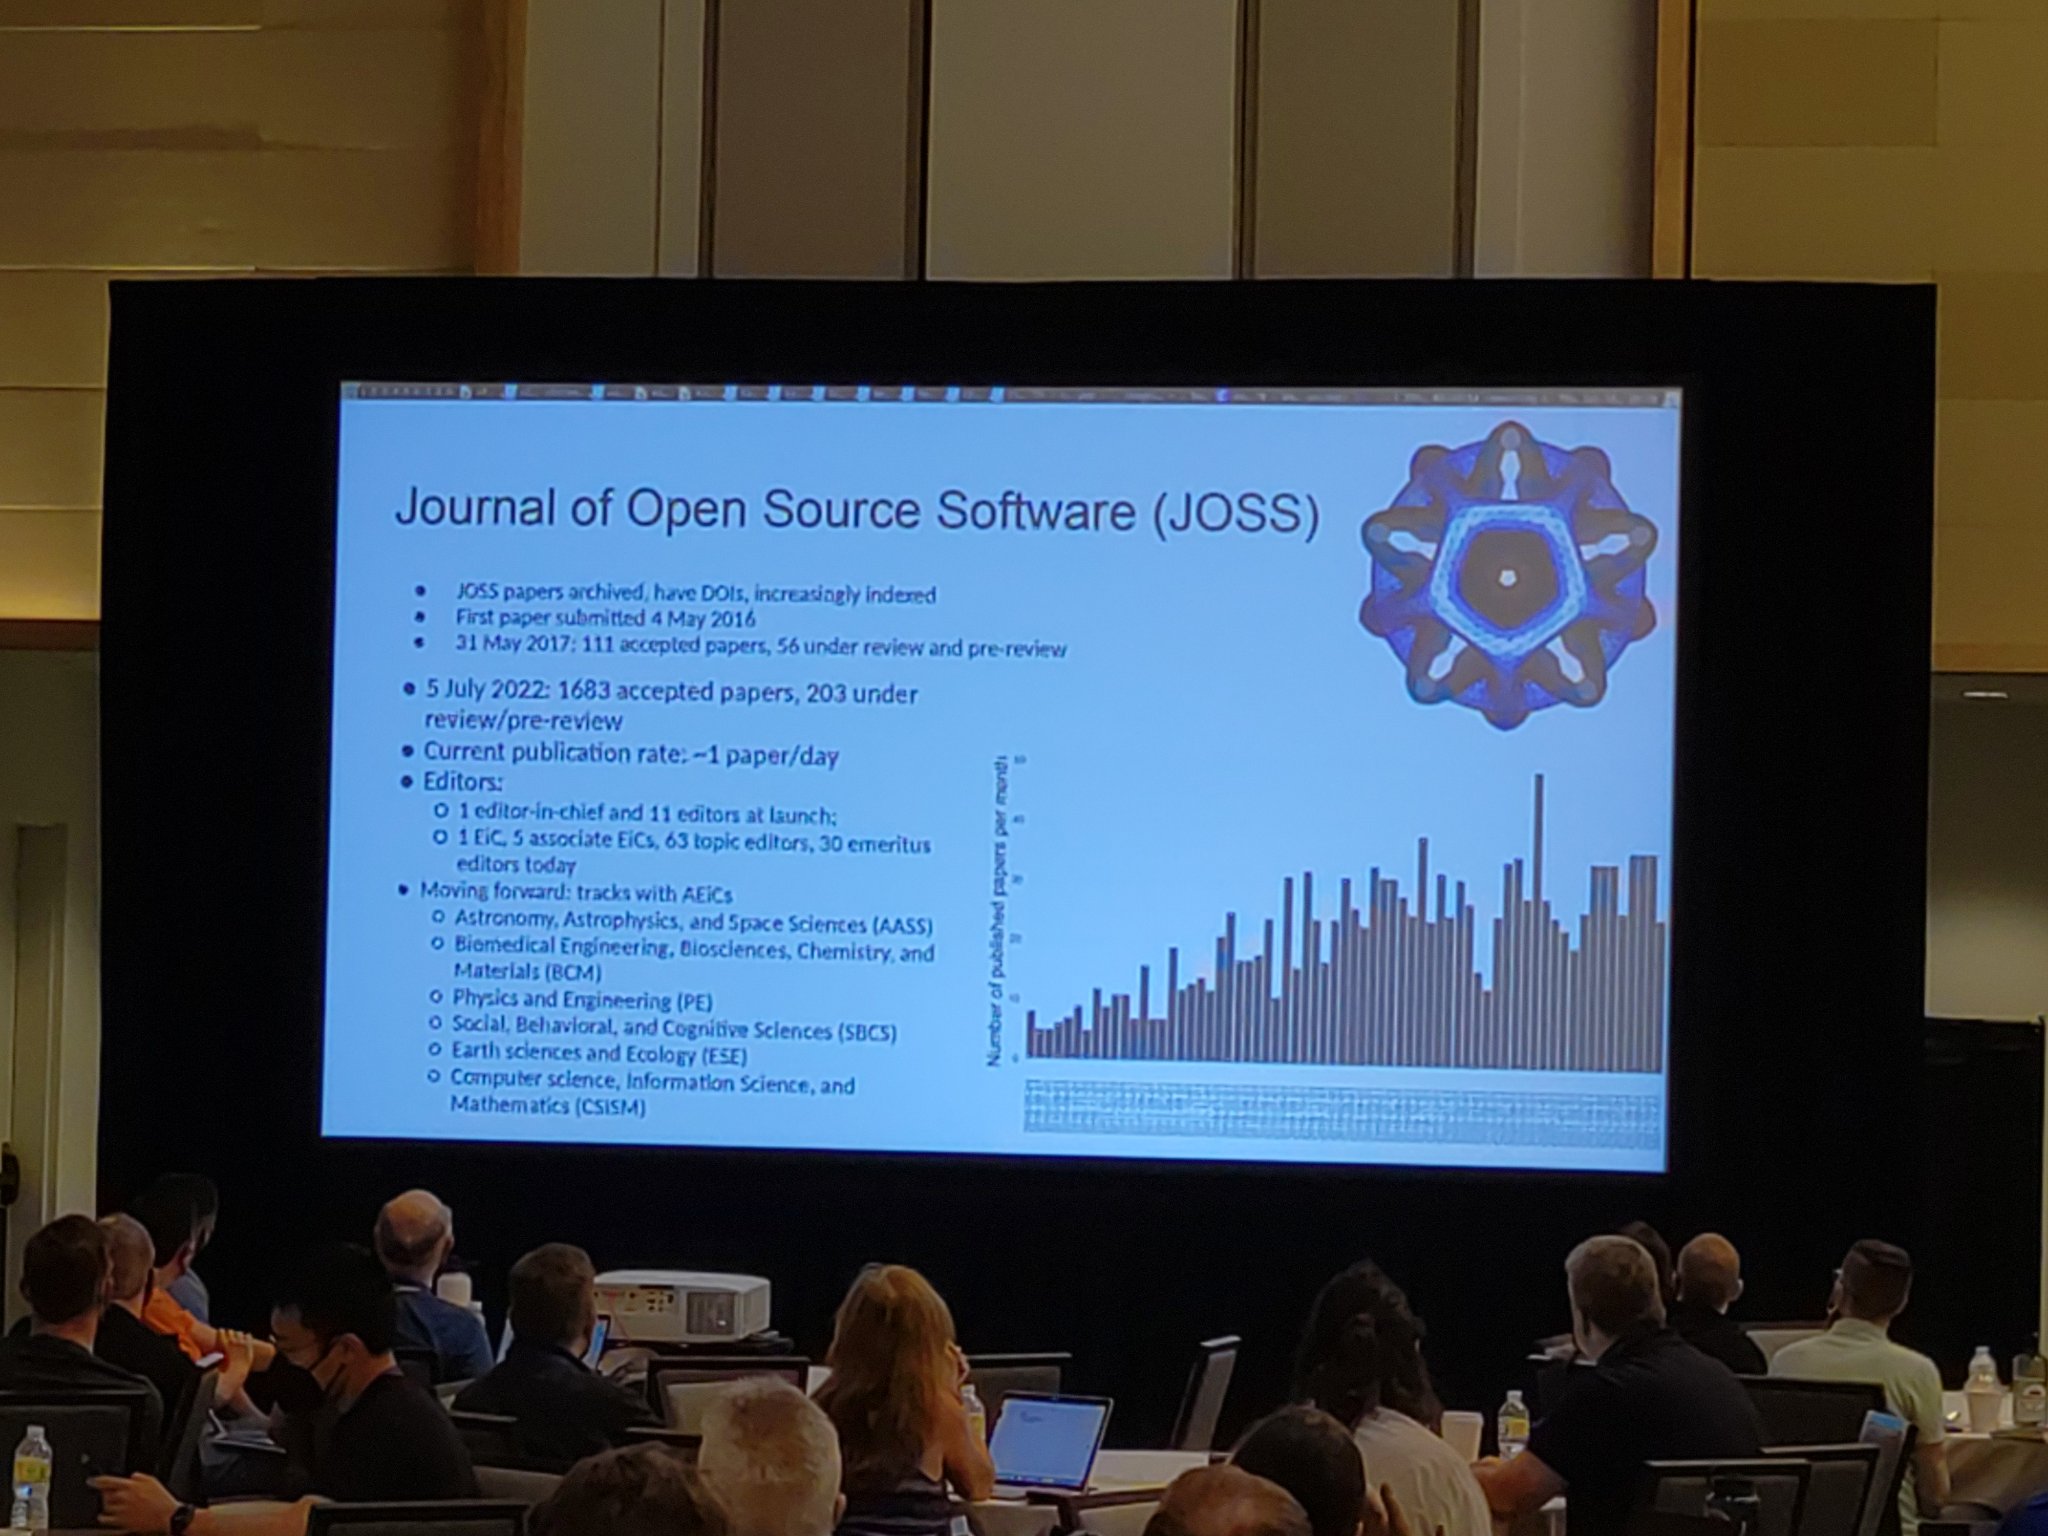 Journal of Open Source Software (JOSS)
● JOSS papers archived, have DOIs, increasingly indexed
● First paper submitted 4 May 2016
● 31 May 2017: 111 accepted papers, 56 under review and pre-review
● 5 July 2022: 1683 accepted papers, 203 under
review/pre-review
● Current publication rate: ~1 paper/day
● Editors:
○ 1 editor-in-chief and 11 editors at launch;
○ 1 EiC, 5 associate EiCs, 63 topic editors, 30 emeritus
editors today
● Moving forward: tracks with AEiCs
○ Astronomy, Astrophysics, and Space Sciences (AASS)
○ Biomedical Engineering, Biosciences, Chemistry, and
Materials (BCM)
○ Physics and Engineering (PE)
○ Social, Behavioral, and Cognitive Sciences (SBCS)
○ Earth sciences and Ecology (ESE)
○ Computer science, Information Science, and
Mathematics (CSISM)
Number of published papers per month